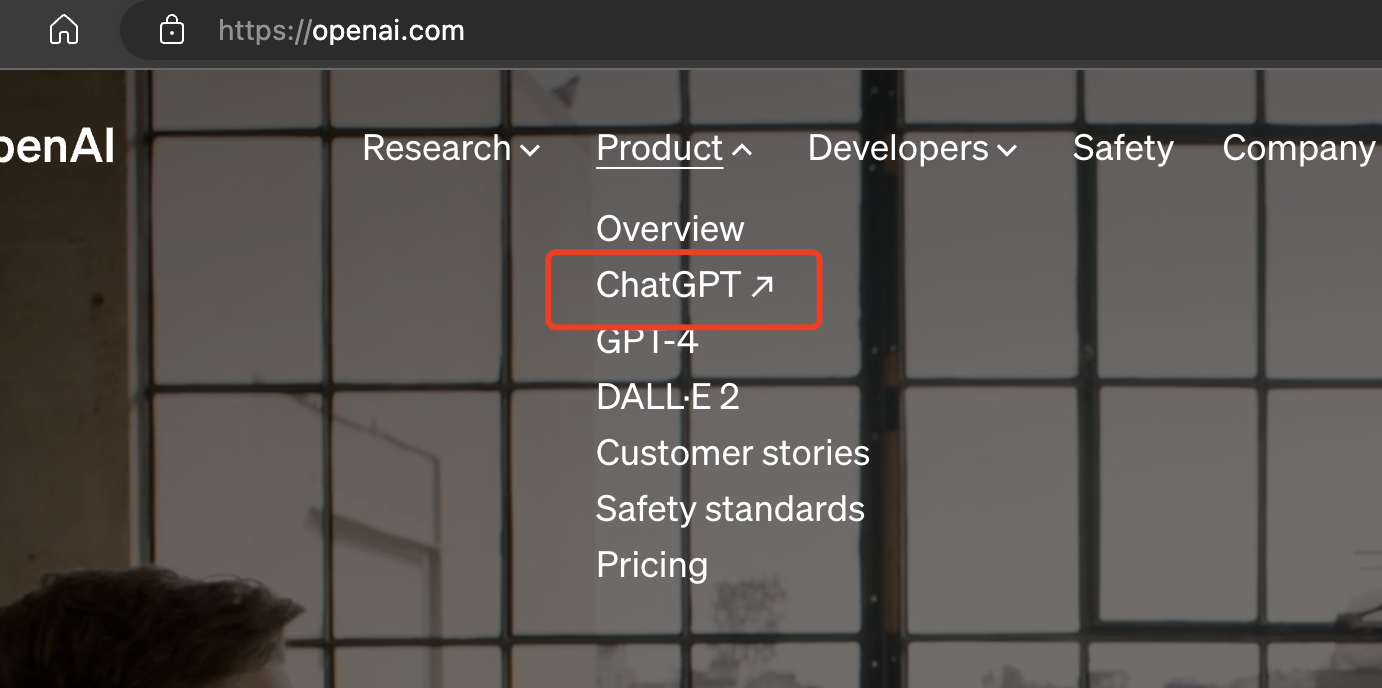 https://openai.com
penAI
Research Product Developers Safety Company
Overview
ChatGPT ↗
GPT-4
DALL·E 2
Customer stories
Safety standards
Pricing